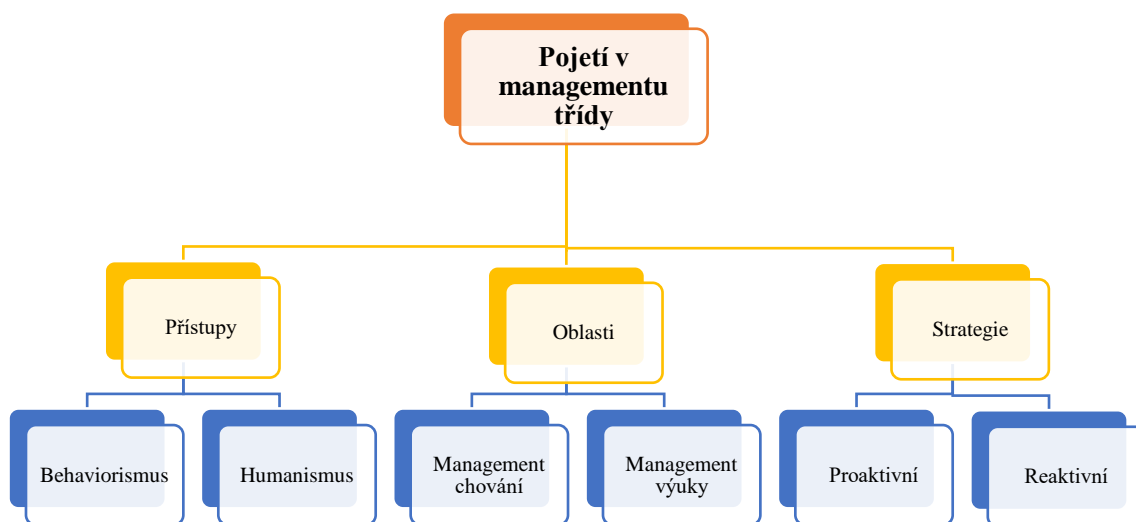 Pojetí v
managementu
třídy
Přístupy
Oblasti
Strategie
Behaviorismus
Humanismus
Management
chování
Management
výuky
Proaktivní
Reaktivní